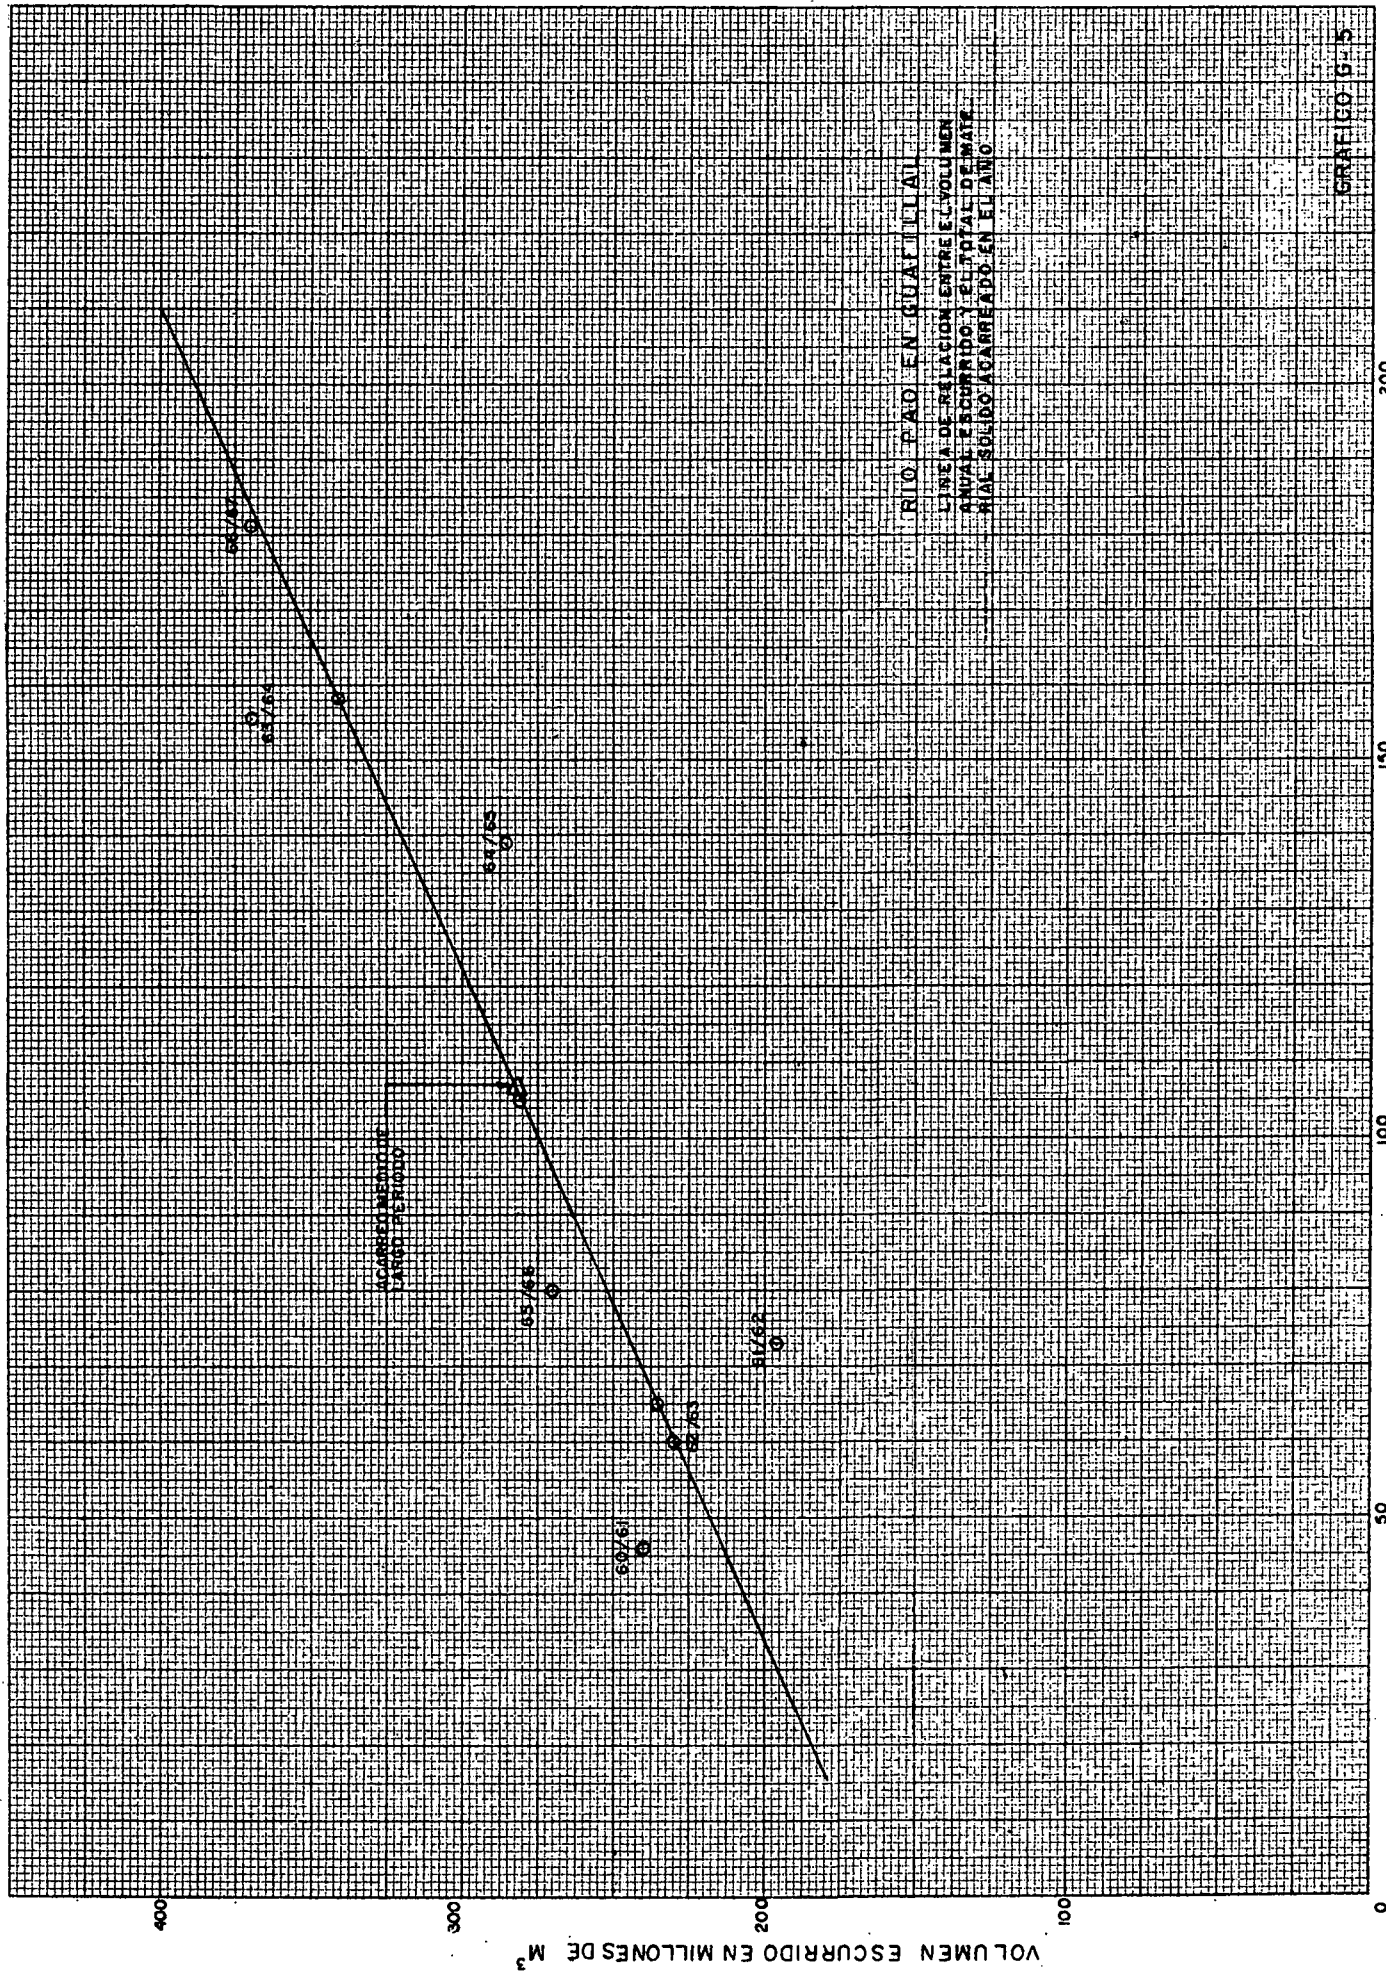 VOLUMEN ESCURRIDO EN MILLONES DE M³
400
300
200
100
0
50
100
150
200
66/67
63/64
64/65
ACARREO MEDIO DE
LARGO PERIODO
65/66
61/62
62/63
60/61
RIO PAO EN
LINEA DE RELACION ENTRE EL VOLUMEN
ANUAL ESCURRIDO Y EL TOTAL DE MATE-
RIAL SOLIDO ACARREADO EN EL AÑO
GRAFICO G-5